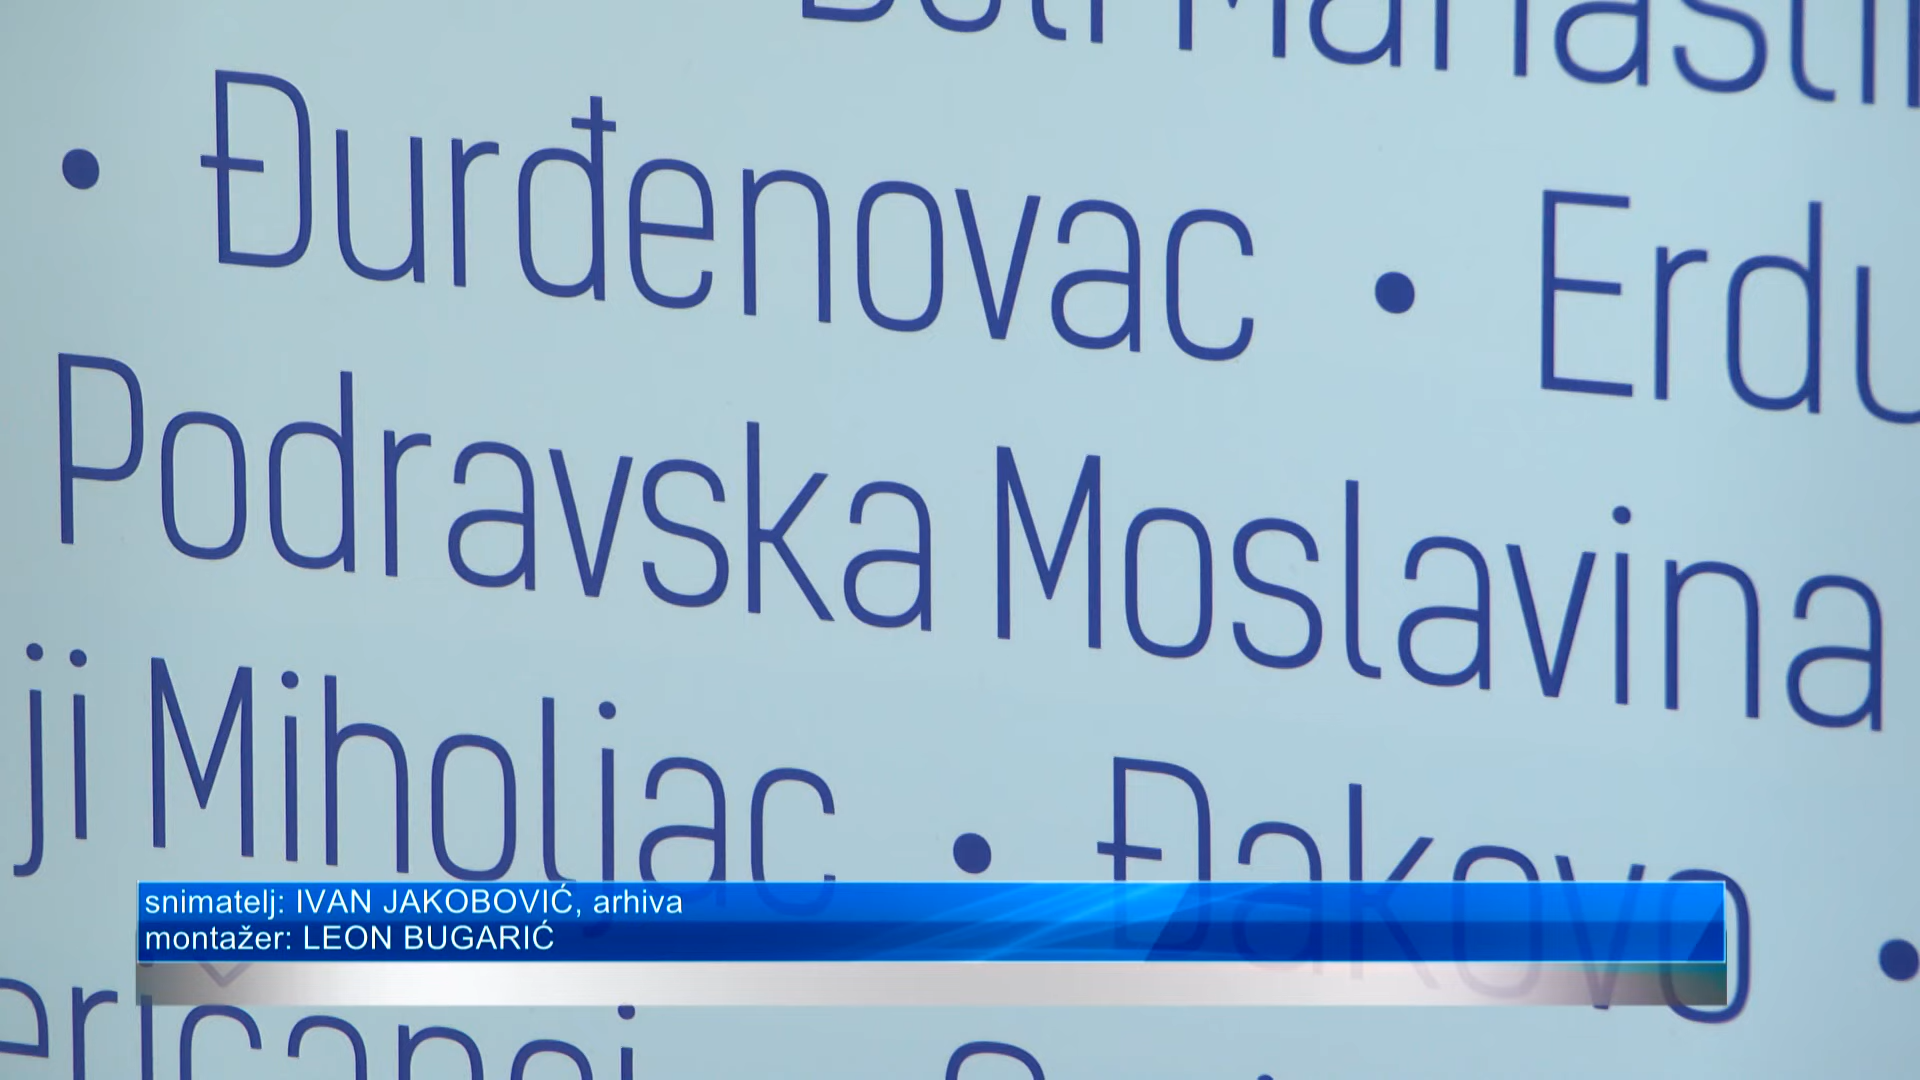 • Đurđenovac • Erdu
Podravska Moslavina
ji Miholjac • Đakovo •
snimatelj: IVAN JAKOBOVIĆ, arhiva
montažer: LEON BUGARIĆ